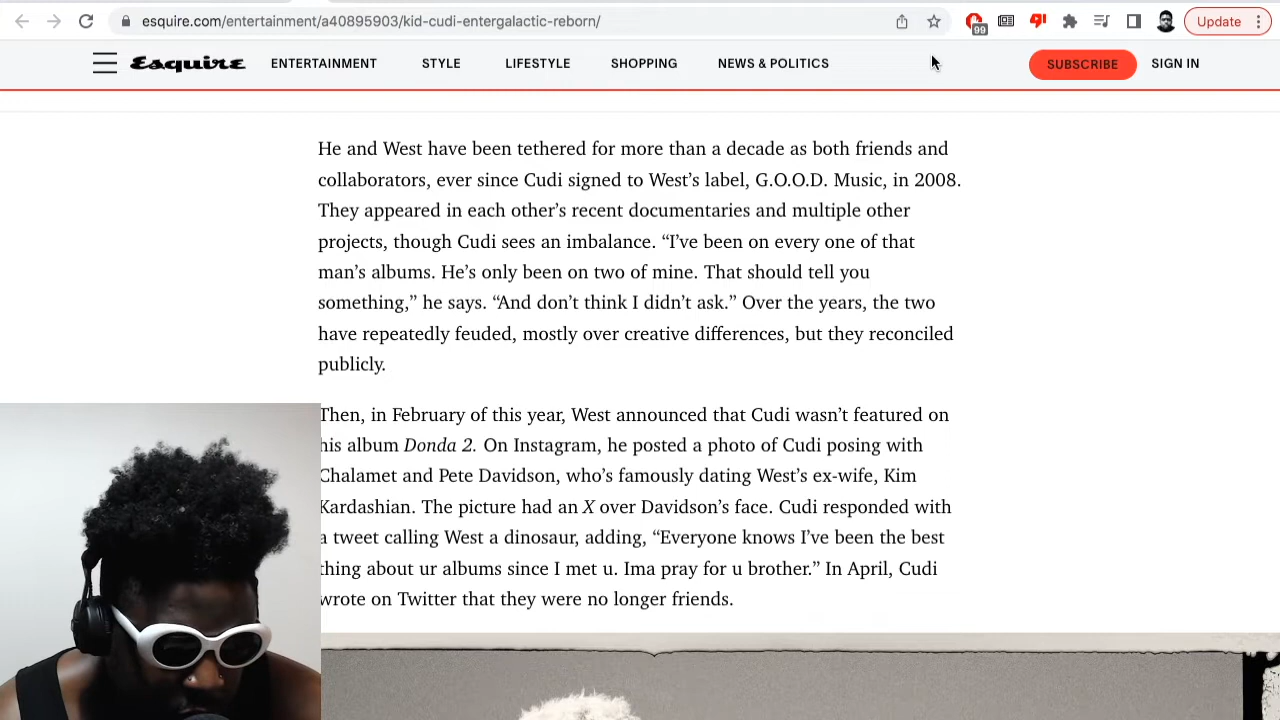 esquire.com/entertainment/a40895903/kid-cudi-entergalactic-reborn/
99
Update
Esquire
ENTERTAINMENT
STYLE
LIFESTYLE
SHOPPING
NEWS & POLITICS
SUBSCRIBE
SIGN IN
He and West have been tethered for more than a decade as both friends and
collaborators, ever since Cudi signed to West’s label, G.O.O.D. Music, in 2008.
They appeared in each other’s recent documentaries and multiple other
projects, though Cudi sees an imbalance. “I’ve been on every one of that
man’s albums. He’s only been on two of mine. That should tell you
something,” he says. “And don’t think I didn’t ask.” Over the years, the two
have repeatedly feuded, mostly over creative differences, but they reconciled
publicly.
Then, in February of this year, West announced that Cudi wasn’t featured on
his album Donda 2. On Instagram, he posted a photo of Cudi posing with
Chalamet and Pete Davidson, who’s famously dating West’s ex-wife, Kim
Kardashian. The picture had an X over Davidson’s face. Cudi responded with
a tweet calling West a dinosaur, adding, “Everyone knows I’ve been the best
thing about ur albums since I met u. Ima pray for u brother.” In April, Cudi
wrote on Twitter that they were no longer friends.